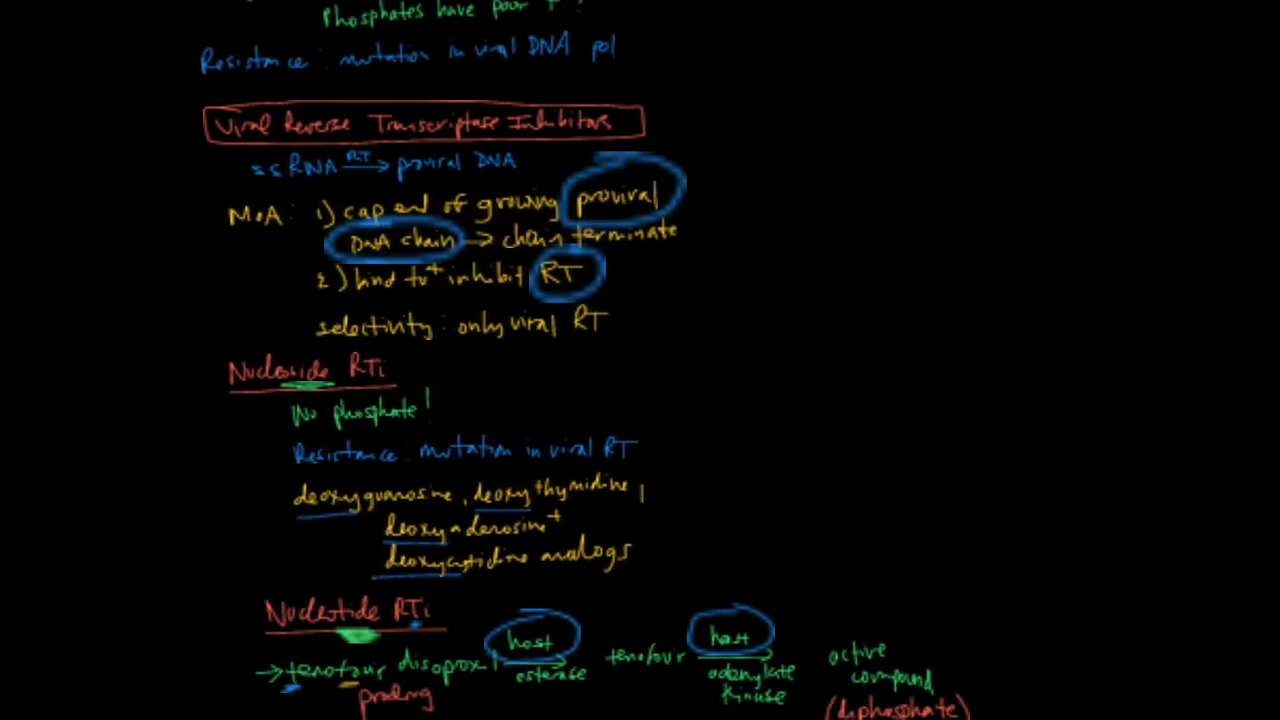 Phosphates have poor
Resistance : mutation in viral DNA pol
Viral Reverse Transcriptase Inhibitors
ssRNA RT→ proviral DNA
MoA: 1) cap end of growing proviral
DNA chain → chain terminate
2) bind to + inhibit RT
selectivity: only viral RT
Nucleoside RTi
No phosphate!
Resistance: mutation in viral RT
deoxyguanosine, deoxythymidine,
deoxyadenosine +
deoxycytidine analogs
Nucleotide RTi
→ tenofovir disoproxil host esterase → tenofovir host adenylate kinase → active compound
prodrug (diphosphate)